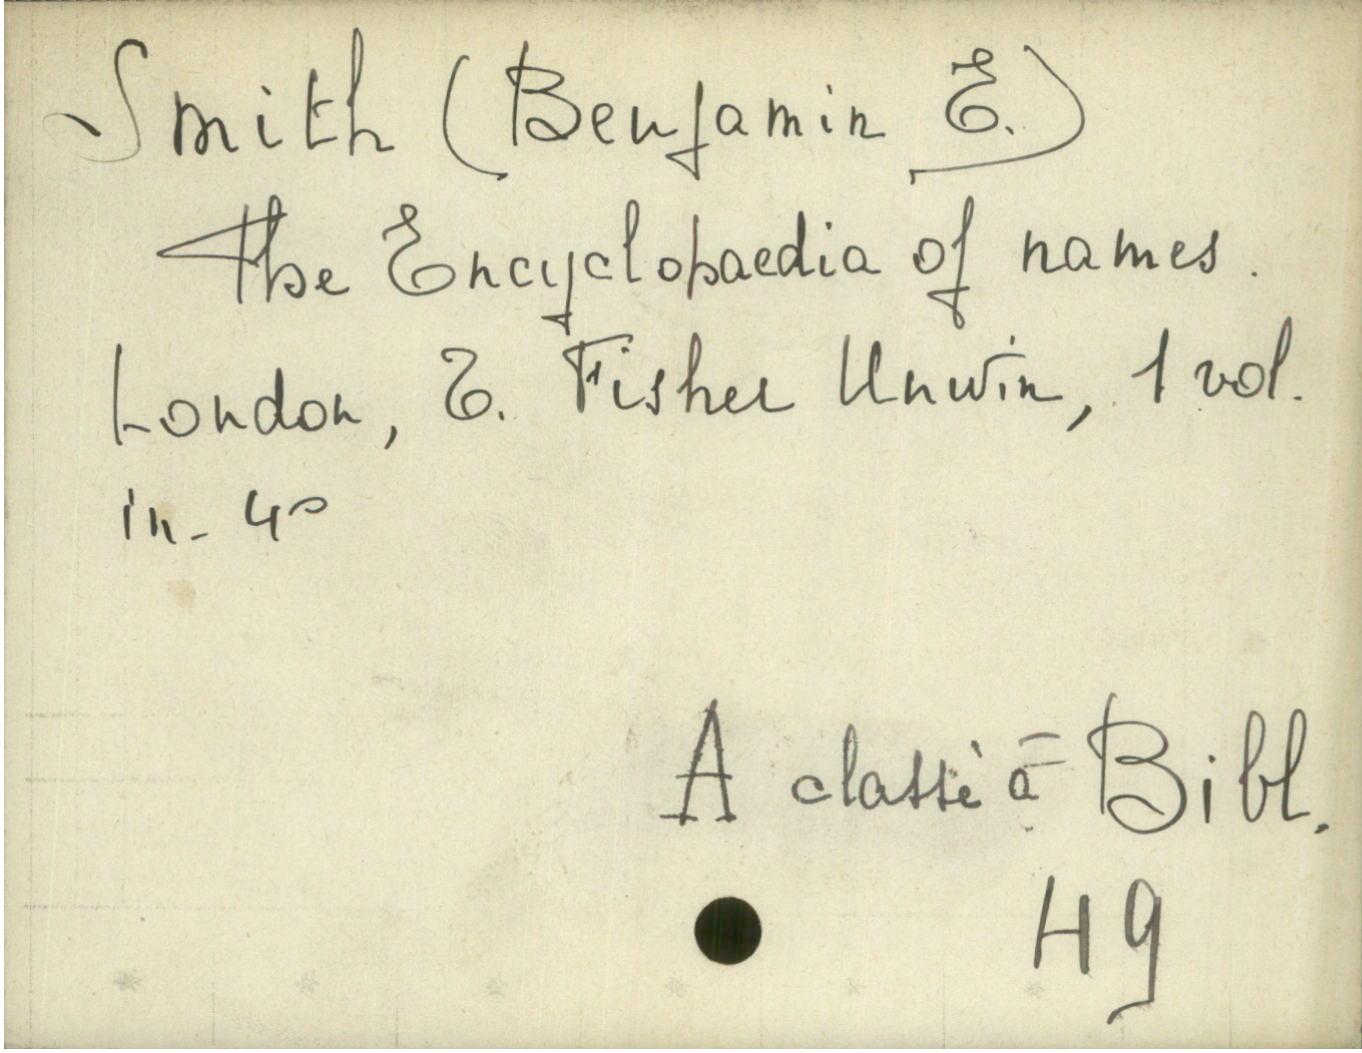 Smith (Benjamin E.)
The Encyclopaedia of names.
London, T. Fisher Unwin, 1 vol.
in-4°
A classé à Bibl.
H9